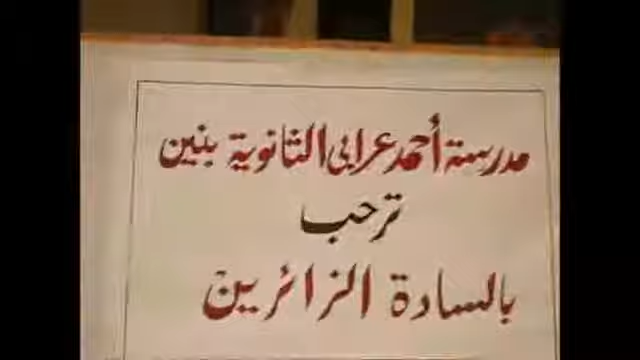 مدرسة أحمد عرابى الثانوية بنين
ترحب
بالسادة الزائرين